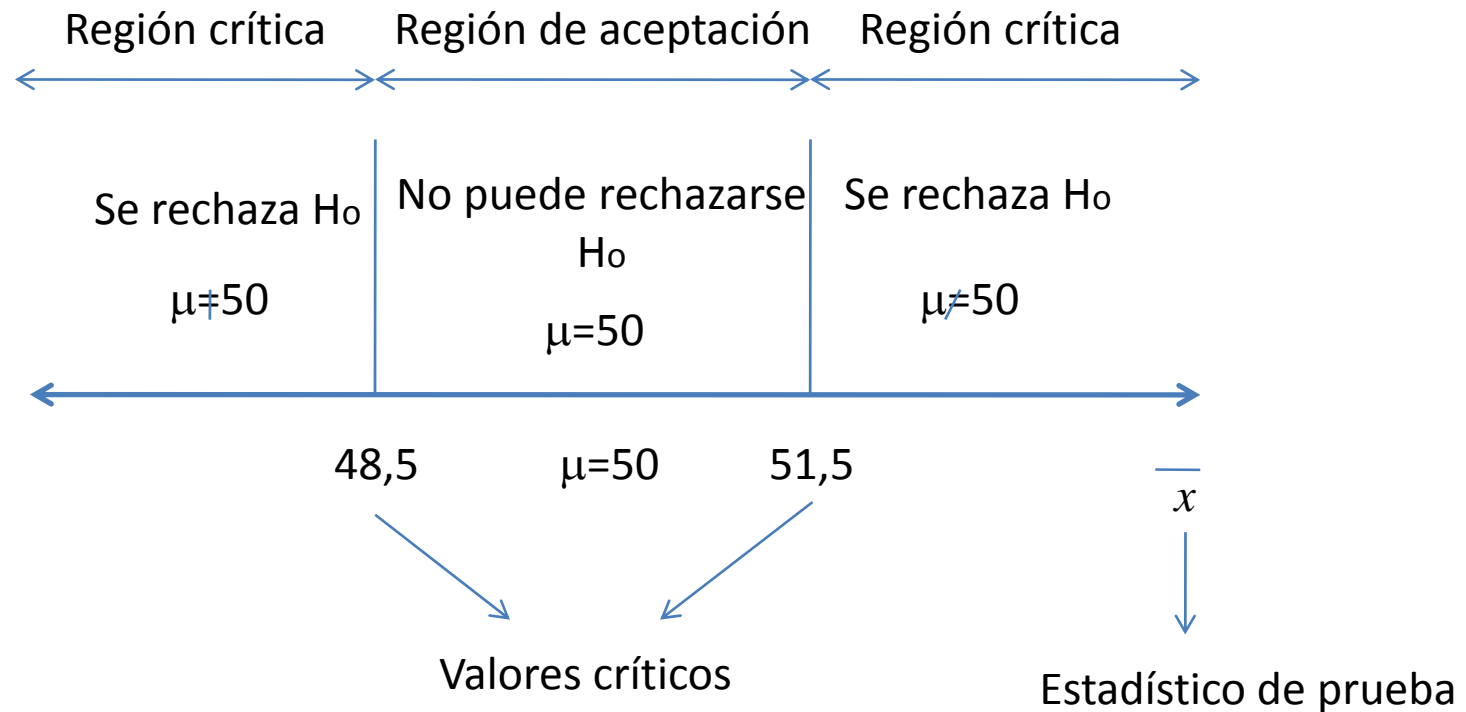 Región crítica Región de aceptación Región crítica
Se rechaza Ho No puede rechazarse Ho Se rechaza Ho
μ≠50 μ=50 μ≠50
48,5 μ=50 51,5 x̅
Valores críticos Estadístico de prueba